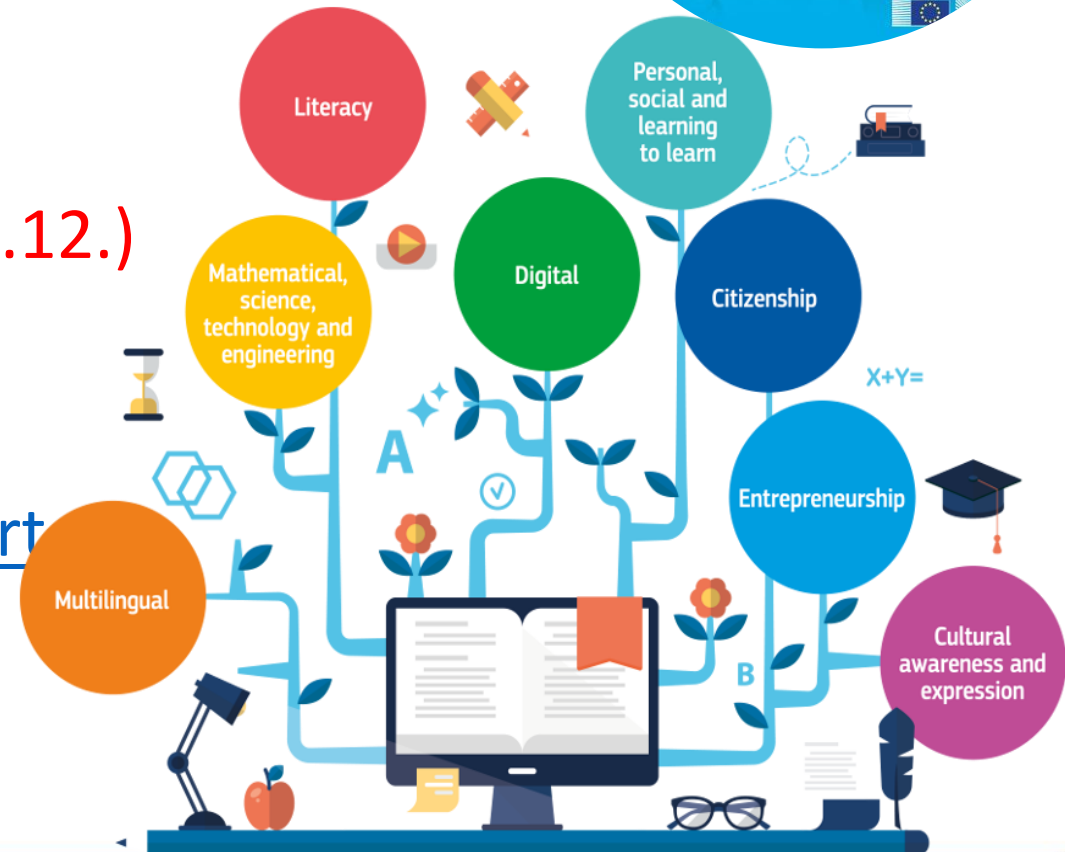 Literacy
Personal,
social and
learning
to learn
.12.)
Mathematical,
science,
technology and
engineering
Digital
Citizenship
X+Y=
A
Entrepreneurship
rt
Multilingual
Cultural
awareness and
expression
B